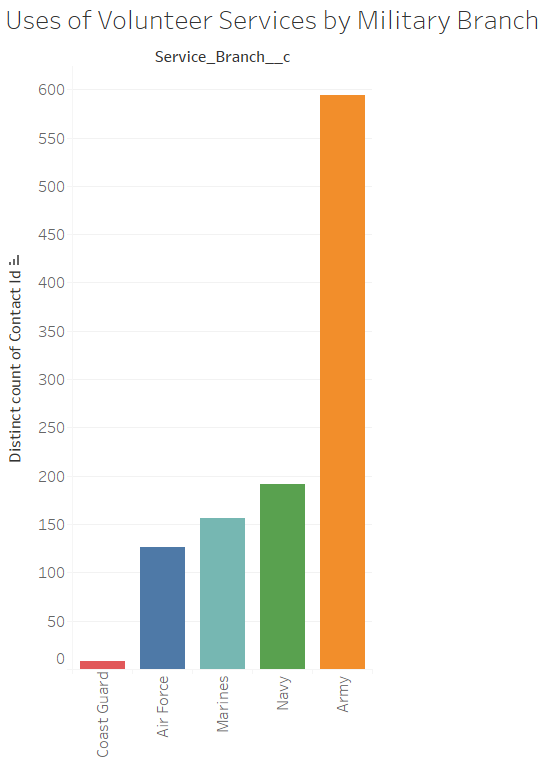 Uses of Volunteer Services by Military Branch
Service_Branch__c
Distinct count of Contact Id
600
550
500
450
400
350
300
250
200
150
100
50
0
Coast Guard
Air Force
Marines
Navy
Army